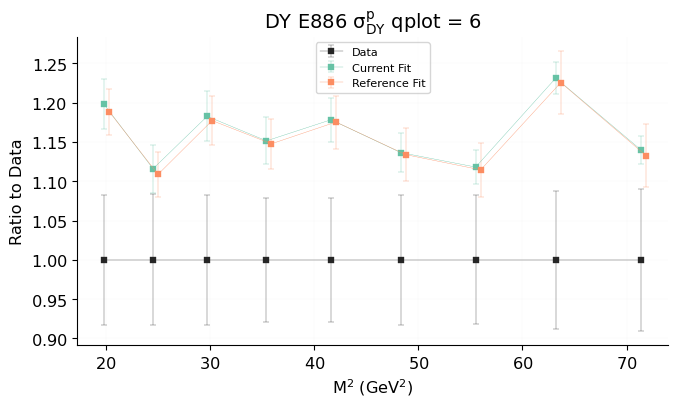 DY E886 σ^p_DY qplot = 6
Data
Current Fit
Reference Fit
Ratio to Data
1.25
1.20
1.15
1.10
1.05
1.00
0.95
0.90
20 30 40 50 60 70
M² (GeV²)